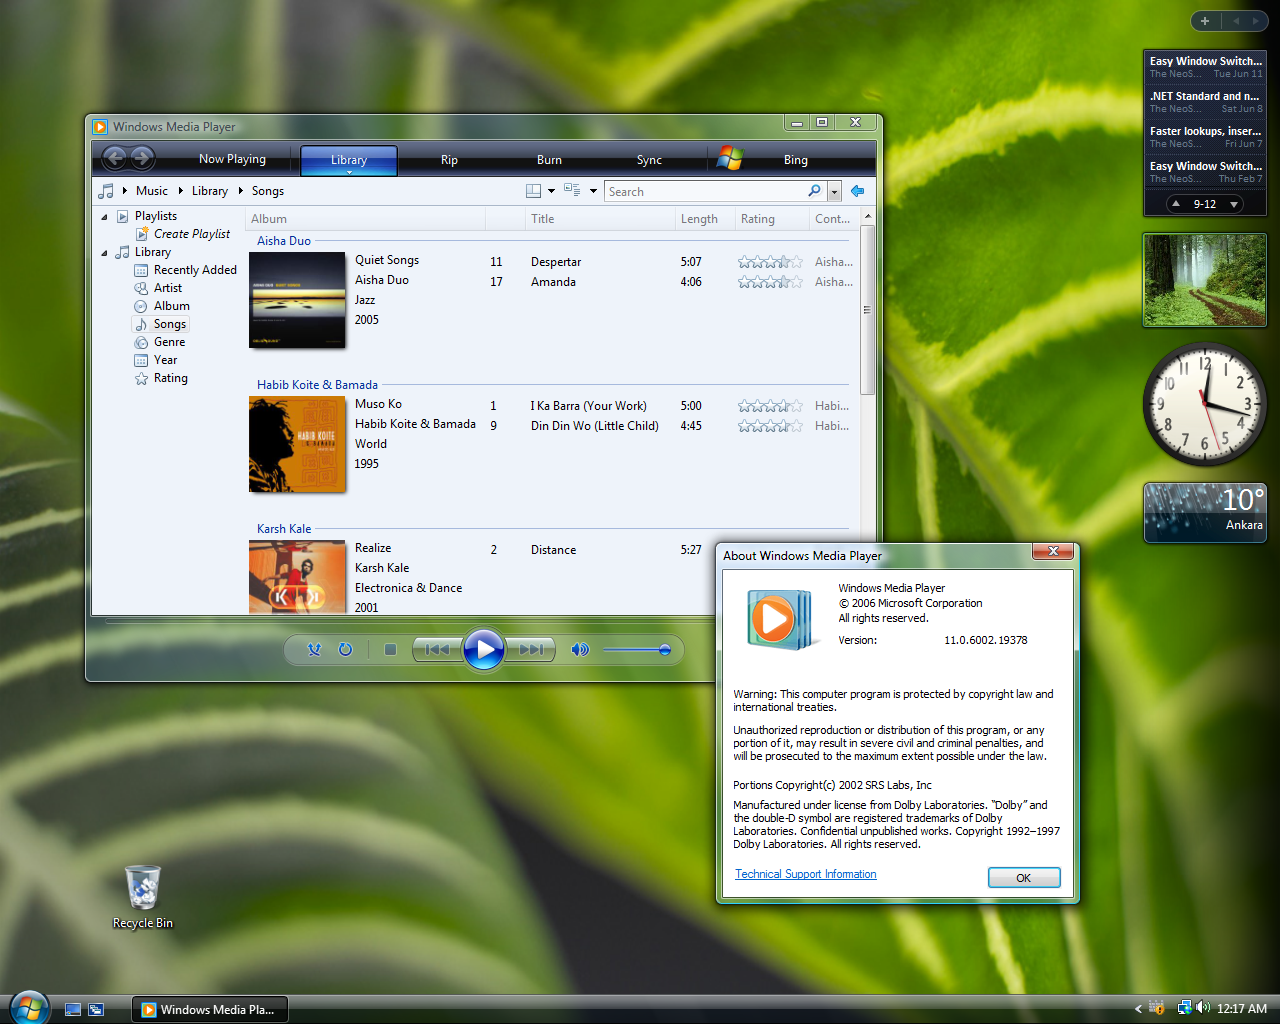 Windows Media Player
Now Playing
Library
Rip
Burn
Sync
Bing
Music
Library
Songs
Search
Playlists
Create Playlist
Library
Recently Added
Artist
Album
Songs
Genre
Year
Rating
Album
Title
Length
Rating
Cont...
Aisha Duo
Quiet Songs
Aisha Duo
Jazz
2005
11 Despertar 5:07 Aisha...
17 Amanda 4:06 Aisha...
Habib Koite & Bamada
HABIB KOITE
Muso Ko
Habib Koite & Bamada
World
1995
1 I Ka Barra (Your Work) 5:00 Habi...
9 Din Din Wo (Little Child) 4:45 Habi...
Karsh Kale
Realize
Karsh Kale
Electronica & Dance
2001
2 Distance 5:27
About Windows Media Player
Windows Media Player
© 2006 Microsoft Corporation
All rights reserved.
Version: 11.0.6002.19378
Warning: This computer program is protected by copyright law and
international treaties.
Unauthorized reproduction or distribution of this program, or any
portion of it, may result in severe civil and criminal penalties, and
will be prosecuted to the maximum extent possible under the law.
Portions Copyright(c) 2002 SRS Labs, Inc
Manufactured under license from Dolby Laboratories. "Dolby" and
the double-D symbol are registered trademarks of Dolby
Laboratories. Confidential unpublished works. Copyright 1992–1997
Dolby Laboratories. All rights reserved.
Technical Support Information
OK
Easy Window Switch...
The NeoS... Tue Jun 11
.NET Standard and n...
The NeoS... Sat Jun 8
Faster lookups, inser...
The NeoS... Fri Jun 7
Easy Window Switch...
The NeoS... Thu Feb 7
9-12
12
1
2
3
4
5
6
7
8
9
10
11
10°
Ankara
Recycle Bin
Windows Media Pla...
12:17 AM